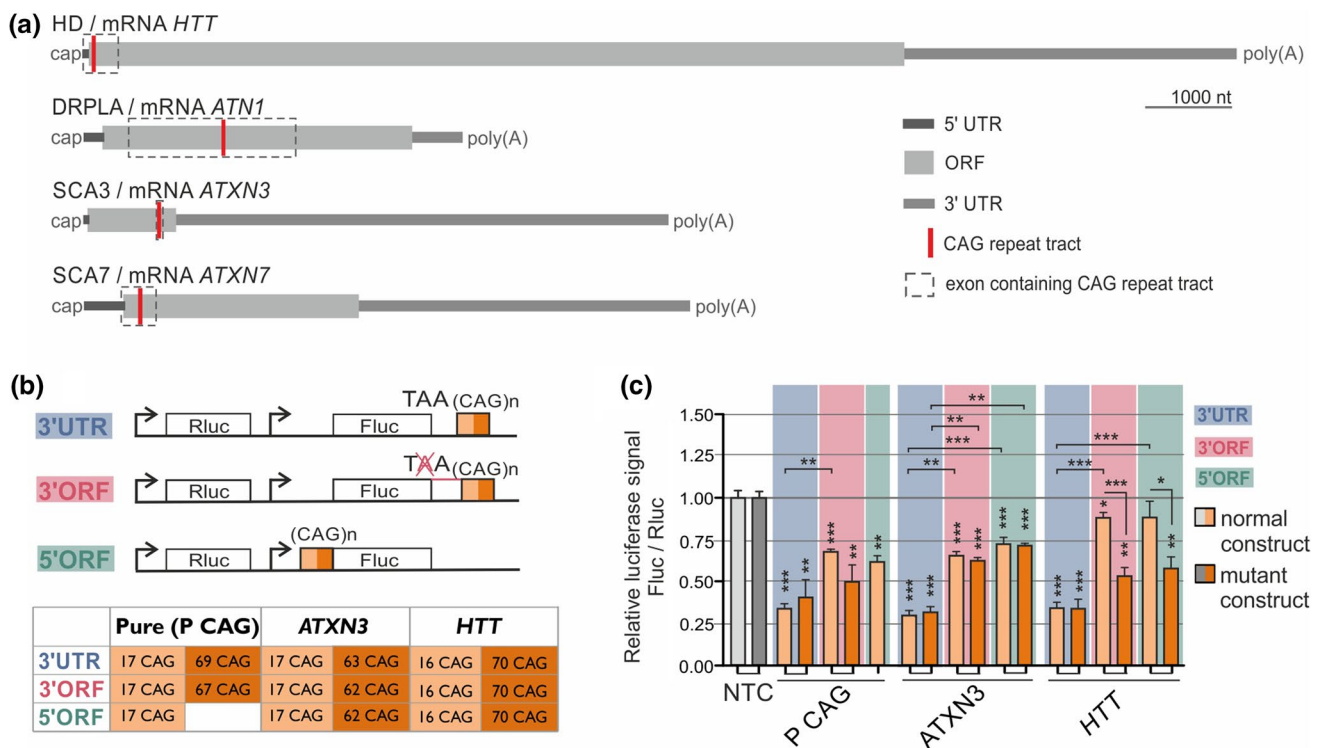 (a)
HD / mRNA HTT
cap
poly(A)
DRPLA / mRNA ATN1
cap
poly(A)
SCA3 / mRNA ATXN3
cap
poly(A)
SCA7 / mRNA ATXN7
cap
poly(A)
1000 nt
5' UTR
ORF
3' UTR
CAG repeat tract
exon containing CAG repeat tract
(b)
3'UTR
Rluc
Fluc
TAA (CAG)n
3'ORF
Rluc
Fluc
TAA (CAG)n
5'ORF
Rluc
(CAG)n
Fluc
Pure (P CAG) ATXN3 HTT
3'UTR 17 CAG 69 CAG 17 CAG 63 CAG 16 CAG 70 CAG
3'ORF 17 CAG 67 CAG 17 CAG 62 CAG 16 CAG 70 CAG
5'ORF 17 CAG 17 CAG 62 CAG 16 CAG 70 CAG
(c)
Relative luciferase signal
Fluc / Rluc
1.50
1.25
1.00
0.75
0.50
0.25
0.00
***
**
***
**
**
**
***
***
***
***
***
***
**
***
**
**
***
***
*
**
**
***
***
***
*
NTC
P CAG
ATXN3
HTT
3'UTR
3'ORF
5'ORF
normal
construct
mutant
construct